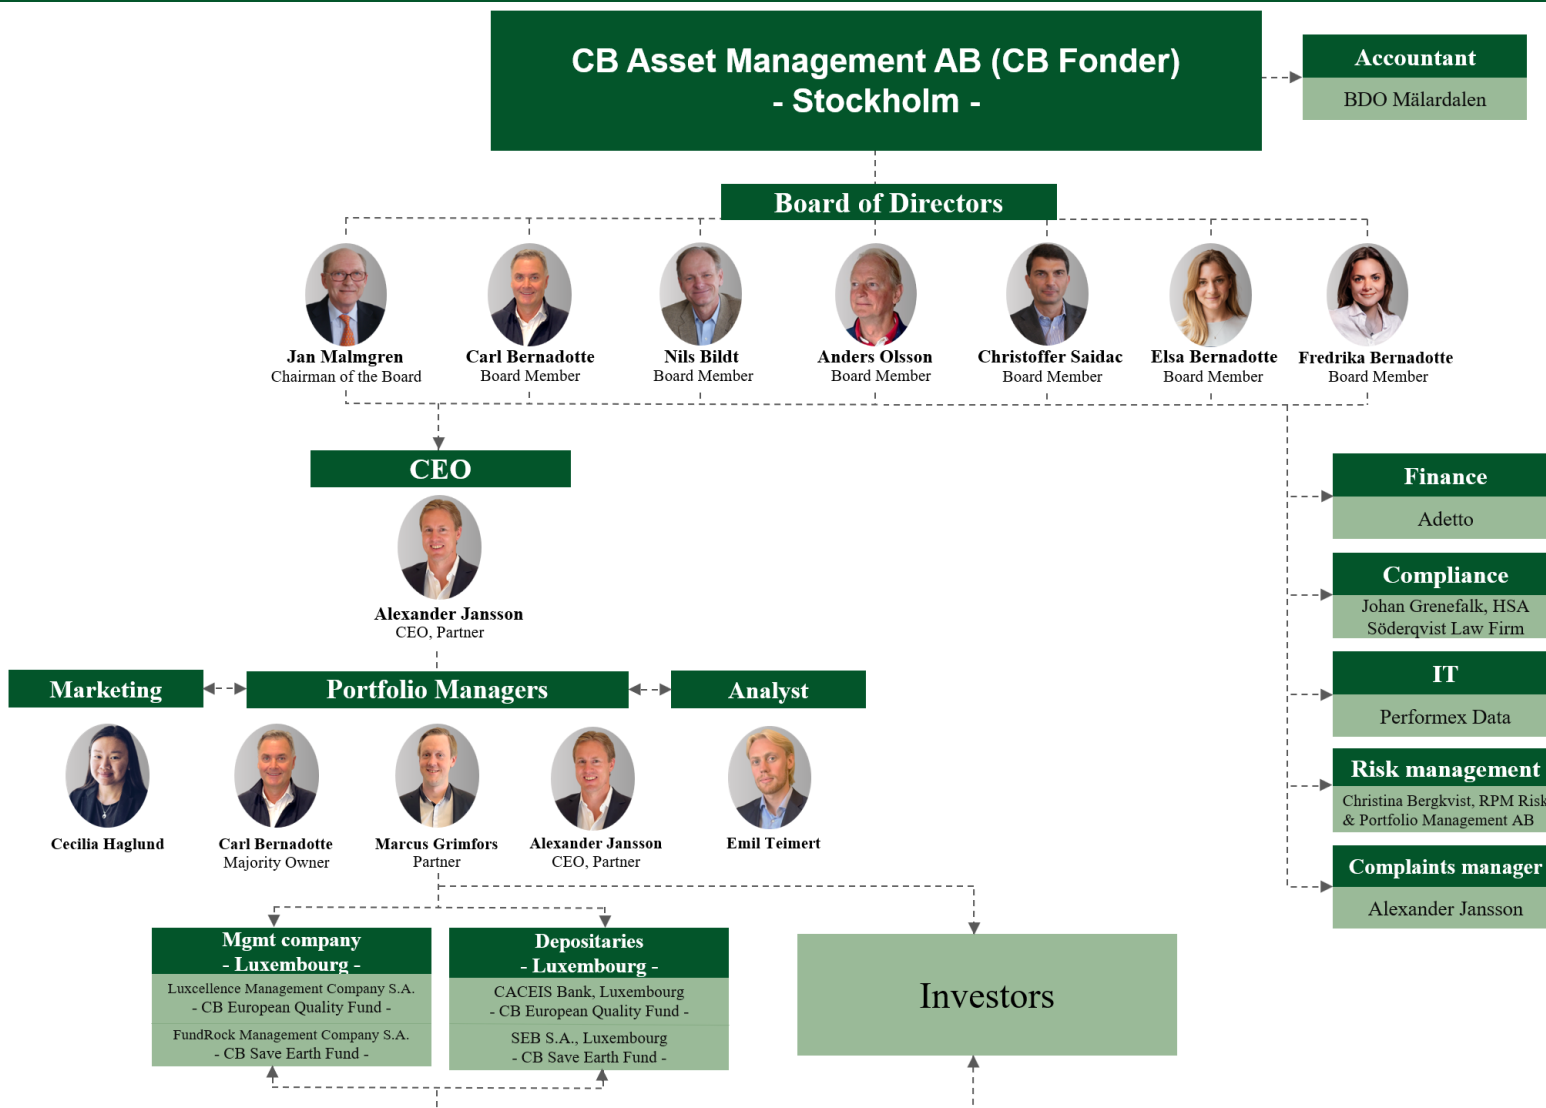 CB Asset Management AB (CB Fonder)
- Stockholm -
Accountant
BDO Mälardalen
Board of Directors
Jan Malmgren
Chairman of the Board
Carl Bernadotte
Board Member
Nils Bildt
Board Member
Anders Olsson
Board Member
Christoffer Saidac
Board Member
Elsa Bernadotte
Board Member
Fredrika Bernadotte
Board Member
CEO
Alexander Jansson
CEO, Partner
Finance
Adetto
Compliance
Johan Grenefalk, HSA
Söderqvist Law Firm
IT
Performex Data
Risk management
Christina Bergkvist, RPM Risk
& Portfolio Management AB
Complaints manager
Alexander Jansson
Marketing
Cecilia Haglund
Portfolio Managers
Carl Bernadotte
Majority Owner
Marcus Grimfors
Partner
Alexander Jansson
CEO, Partner
Analyst
Emil Teimert
Mgmt company
- Luxembourg -
Luxcellence Management Company S.A.
- CB European Quality Fund -
FundRock Management Company S.A.
- CB Save Earth Fund -
Depositaries
- Luxembourg -
CACEIS Bank, Luxembourg
- CB European Quality Fund -
SEB S.A., Luxembourg
- CB Save Earth Fund -
Investors